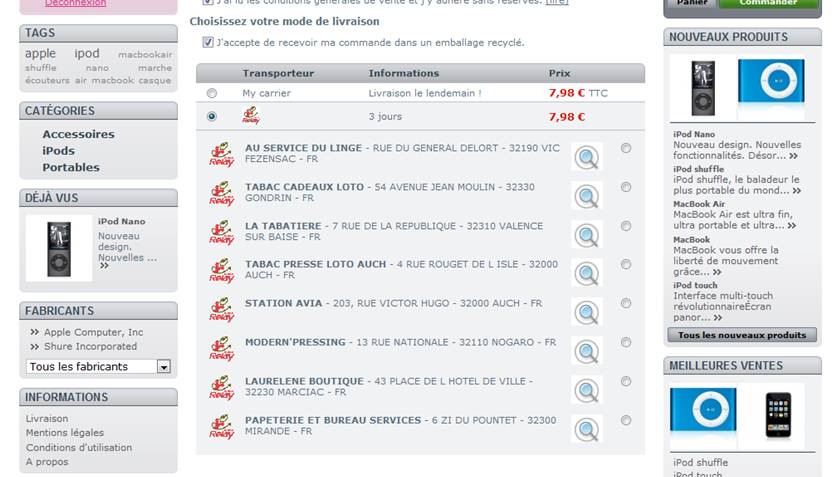 Déconnexion
TAGS
apple ipod macbookair
shuffle nano marche
écouteurs air macbook casque
CATÉGORIES
Accessoires
iPods
Portables
DÉJÀ VUS
iPod Nano
Nouveau
design.
Nouvelles ...
FABRICANTS
Apple Computer, Inc
Shure Incorporated
Tous les fabricants
INFORMATIONS
Livraison
Mentions légales
Conditions d'utilisation
A propos
J'ai lu les conditions générales de vente et j'y adhère sans réserves. (lire)
Choisissez votre mode de livraison
J'accepte de recevoir ma commande dans un emballage recyclé.
Transporteur Informations Prix
My carrier Livraison le lendemain ! 7,98 € TTC
Relay 3 jours 7,98 €
Relay AU SERVICE DU LINGE - RUE DU GENERAL DELORT - 32190 VIC
FEZENSAC - FR
Relay TABAC CADEAUX LOTO - 54 AVENUE JEAN MOULIN - 32330
GONDRIN - FR
Relay LA TABATIERE - 7 RUE DE LA REPUBLIQUE - 32310 VALENCE
SUR BAISE - FR
Relay TABAC PRESSE LOTO AUCH - 4 RUE ROUGET DE L ISLE - 32000
AUCH - FR
Relay STATION AVIA - 203, RUE VICTOR HUGO - 32000 AUCH - FR
Relay MODERN'PRESSING - 13 RUE NATIONALE - 32110 NOGARO - FR
Relay LAURELENE BOUTIQUE - 43 PLACE DE L HOTEL DE VILLE -
32230 MARCIAC - FR
Relay PAPETERIE ET BUREAU SERVICES - 6 ZI DU POUNTET - 32300
MIRANDE - FR
Panier Commander
NOUVEAUX PRODUITS
iPod Nano
Nouveau design. Nouvelles
fonctionnalités. Désor...
iPod shuffle
iPod shuffle, le baladeur le
plus portable du mond...
MacBook Air
MacBook Air est ultra fin,
ultra portable et ultra...
MacBook
MacBook vous offre la
liberté de mouvement
grâce...
iPod touch
Interface multi-touch
révolutionnaireÉcran
panor...
Tous les nouveaux produits
MEILLEURES VENTES
iPod shuffle
iPod touch